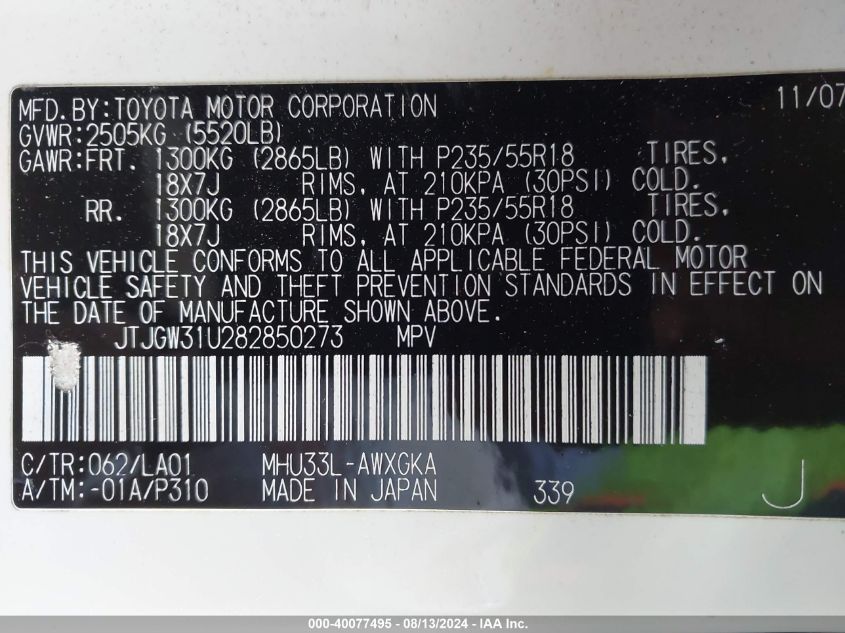 MFD.BY:TOYOTA MOTOR CORPORATION 11/07
GVWR:2505KG (5520LB)
GAWR:FRT. 1300KG (2865LB) WITH P235/55R18 TIRES,
18X7J RIMS, AT 210KPA (30PSI) COLD.
RR. 1300KG (2865LB) WITH P235/55R18 TIRES,
18X7J RIMS, AT 210KPA (30PSI) COLD.
THIS VEHICLE CONFORMS TO ALL APPLICABLE FEDERAL MOTOR
VEHICLE SAFETY AND THEFT PREVENTION STANDARDS IN EFFECT ON
THE DATE OF MANUFACTURE SHOWN ABOVE.
JTJGW31U282850273 MPV
C/TR:062/LA01 MHU33L-AWXGKA
A/TM:-01A/P310 MADE IN JAPAN 339 J
000-40077495 - 08/13/2024 - IAA Inc.